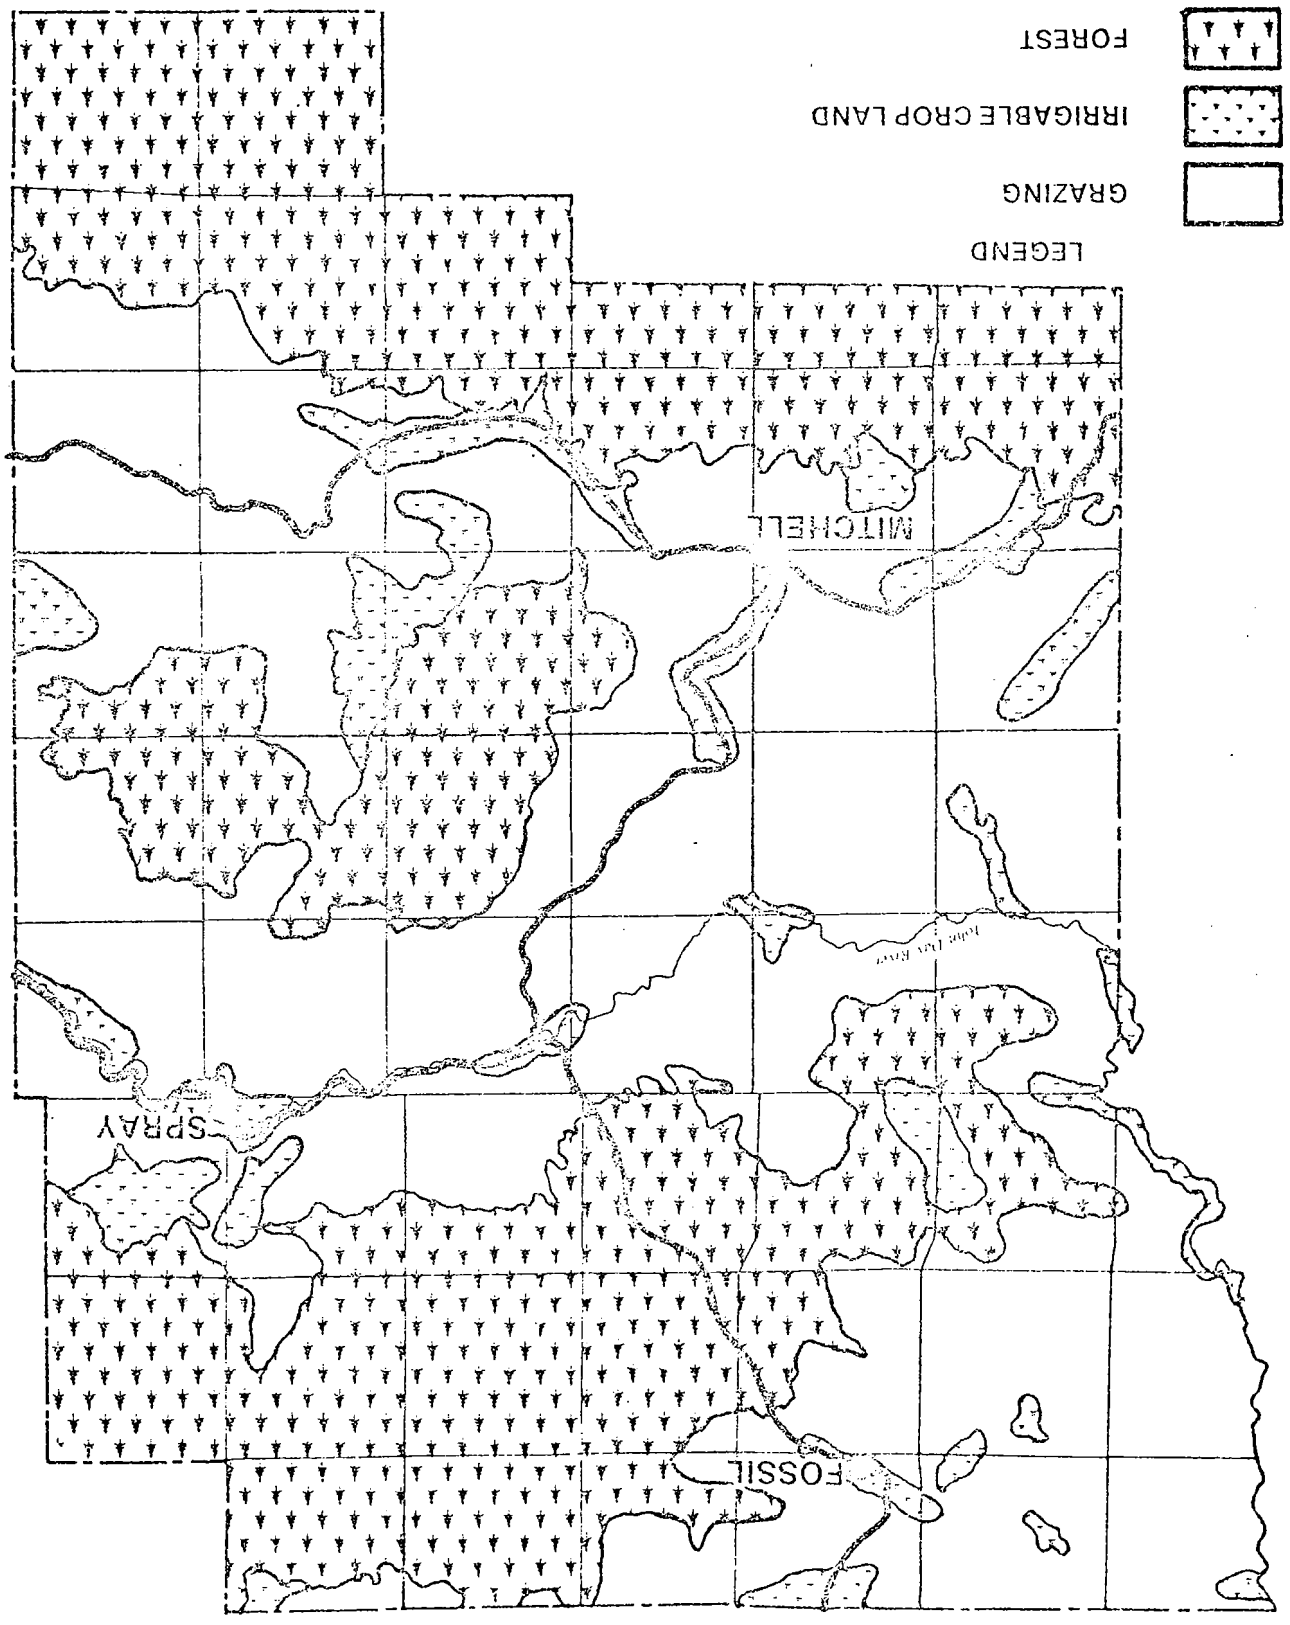 FOSSIL
SPRAY
John Day River
MITCHELL
LEGEND
GRAZING
IRRIGABLE CROP LAND
FOREST